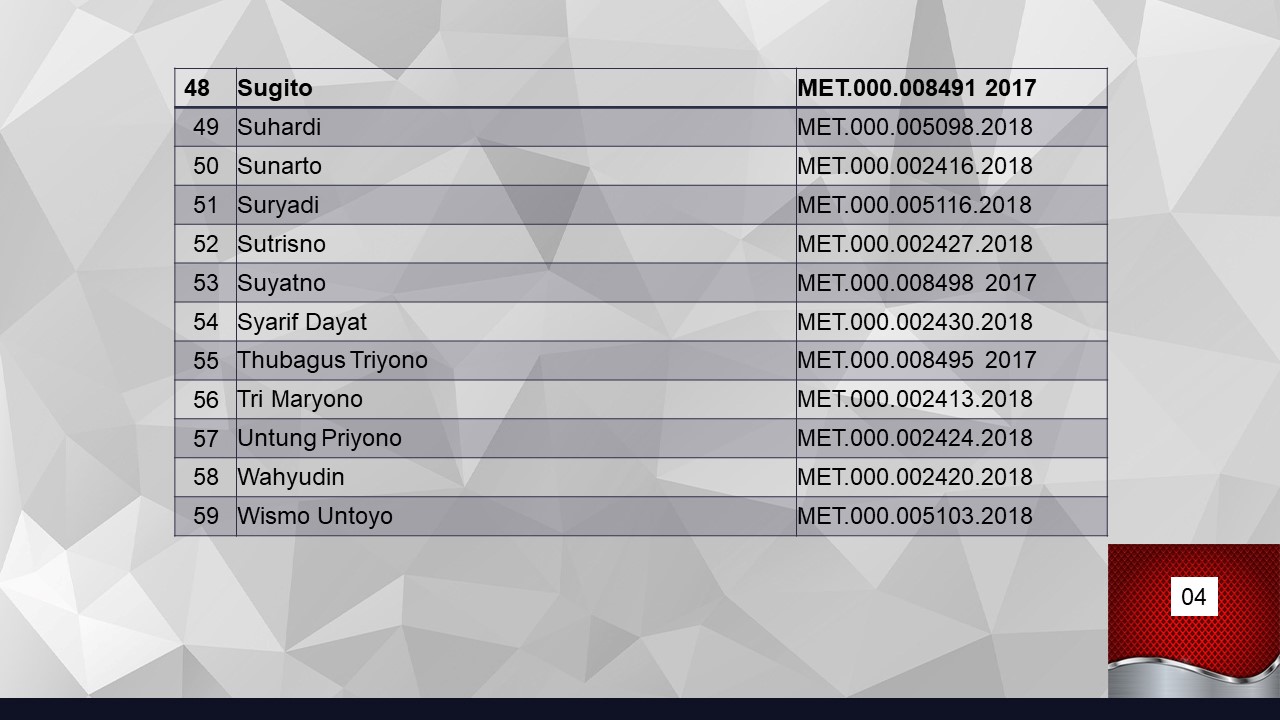 48 Sugito MET.000.008491 2017
49 Suhardi MET.000.005098.2018
50 Sunarto MET.000.002416.2018
51 Suryadi MET.000.005116.2018
52 Sutrisno MET.000.002427.2018
53 Suyatno MET.000.008498 2017
54 Syarif Dayat MET.000.002430.2018
55 Thubagus Triyono MET.000.008495 2017
56 Tri Maryono MET.000.002413.2018
57 Untung Priyono MET.000.002424.2018
58 Wahyudin MET.000.002420.2018
59 Wismo Untoyo MET.000.005103.2018
04